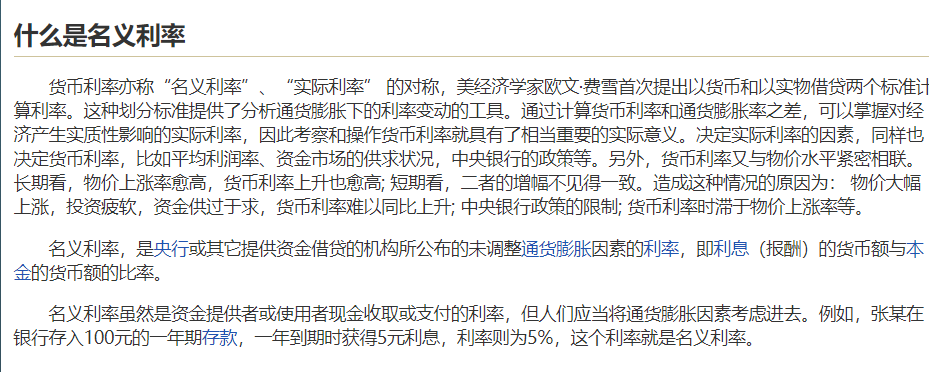 什么是名义利率
货币利率亦称“名义利率”、 “实际利率” 的对称，美经济学家欧文·费雪首次提出以货币和以实物借贷两个标准计
算利率。这种划分标准提供了分析通货膨胀下的利率变动的工具。通过计算货币利率和通货膨胀率之差，可以掌握对经
济产生实质性影响的实际利率，因此考察和操作货币利率就具有了相当重要的实际意义。决定实际利率的因素，同样也
决定货币利率，比如平均利润率、资金市场的供求状况，中央银行的政策等。另外，货币利率又与物价水平紧密相联。
长期看，物价上涨率愈高，货币利率上升也愈高; 短期看，二者的增幅不见得一致。造成这种情况的原因为： 物价大幅
上涨，投资疲软，资金供过于求，货币利率难以同比上升; 中央银行政策的限制; 货币利率时滞于物价上涨率等。
名义利率，是央行或其它提供资金借贷的机构所公布的未调整通货膨胀因素的利率，即利息（报酬）的货币额与本
金的货币额的比率。
名义利率虽然是资金提供者或使用者现金收取或支付的利率，但人们应当将通货膨胀因素考虑进去。例如，张某在
银行存入100元的一年期存款，一年到期时获得5元利息，利率则为5%，这个利率就是名义利率。